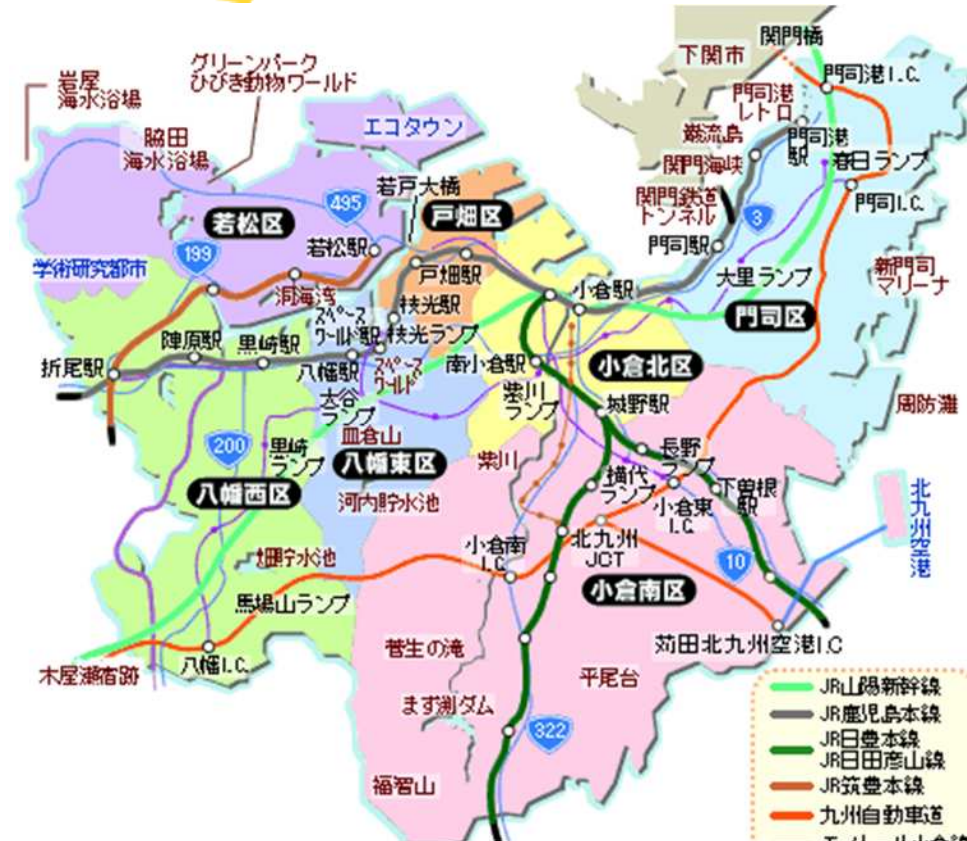 関門橋
下関市
グリーンパーク
ひびき動物ワールド
門司港I.C.
岩屋
海水浴場
門司港
レトロ
エコタウン
巌流島
脇田
海水浴場
門司港
駅
春日ランプ
関門海峡
若戸大橋
関門鉄道
トンネル
門司I.C.
495
戸畑区
3
若松区
若松駅
門司駅
199
戸畑駅
新門司
マリーナ
学術研究都市
大里ランプ
洞海湾
小倉駅
枝光駅
門司区
スペース
ワールド駅
陣原駅
黒崎駅
枝光ランプ
折尾駅
八幡駅
スペース
ワールド
南小倉駅
小倉北区
大谷
ランプ
紫川
ランプ
城野駅
周防灘
皿倉山
200
黒崎
ランプ
八幡東区
紫川
長野
ランプ
横代
ランプ
下曽根
駅
八幡西区
河内貯水池
小倉東
I.C.
北九州空港
小倉南
I.C.
北九州
JCT
10
畑貯水池
小倉南区
馬場山ランプ
菅生の滝
苅田北九州空港I.C
八幡I.C.
木屋瀬宿跡
平尾台
ます渕ダム
322
福智山
JR山陽新幹線
JR鹿児島本線
JR日豊本線
JR日田彦山線
JR筑豊本線
九州自動車道